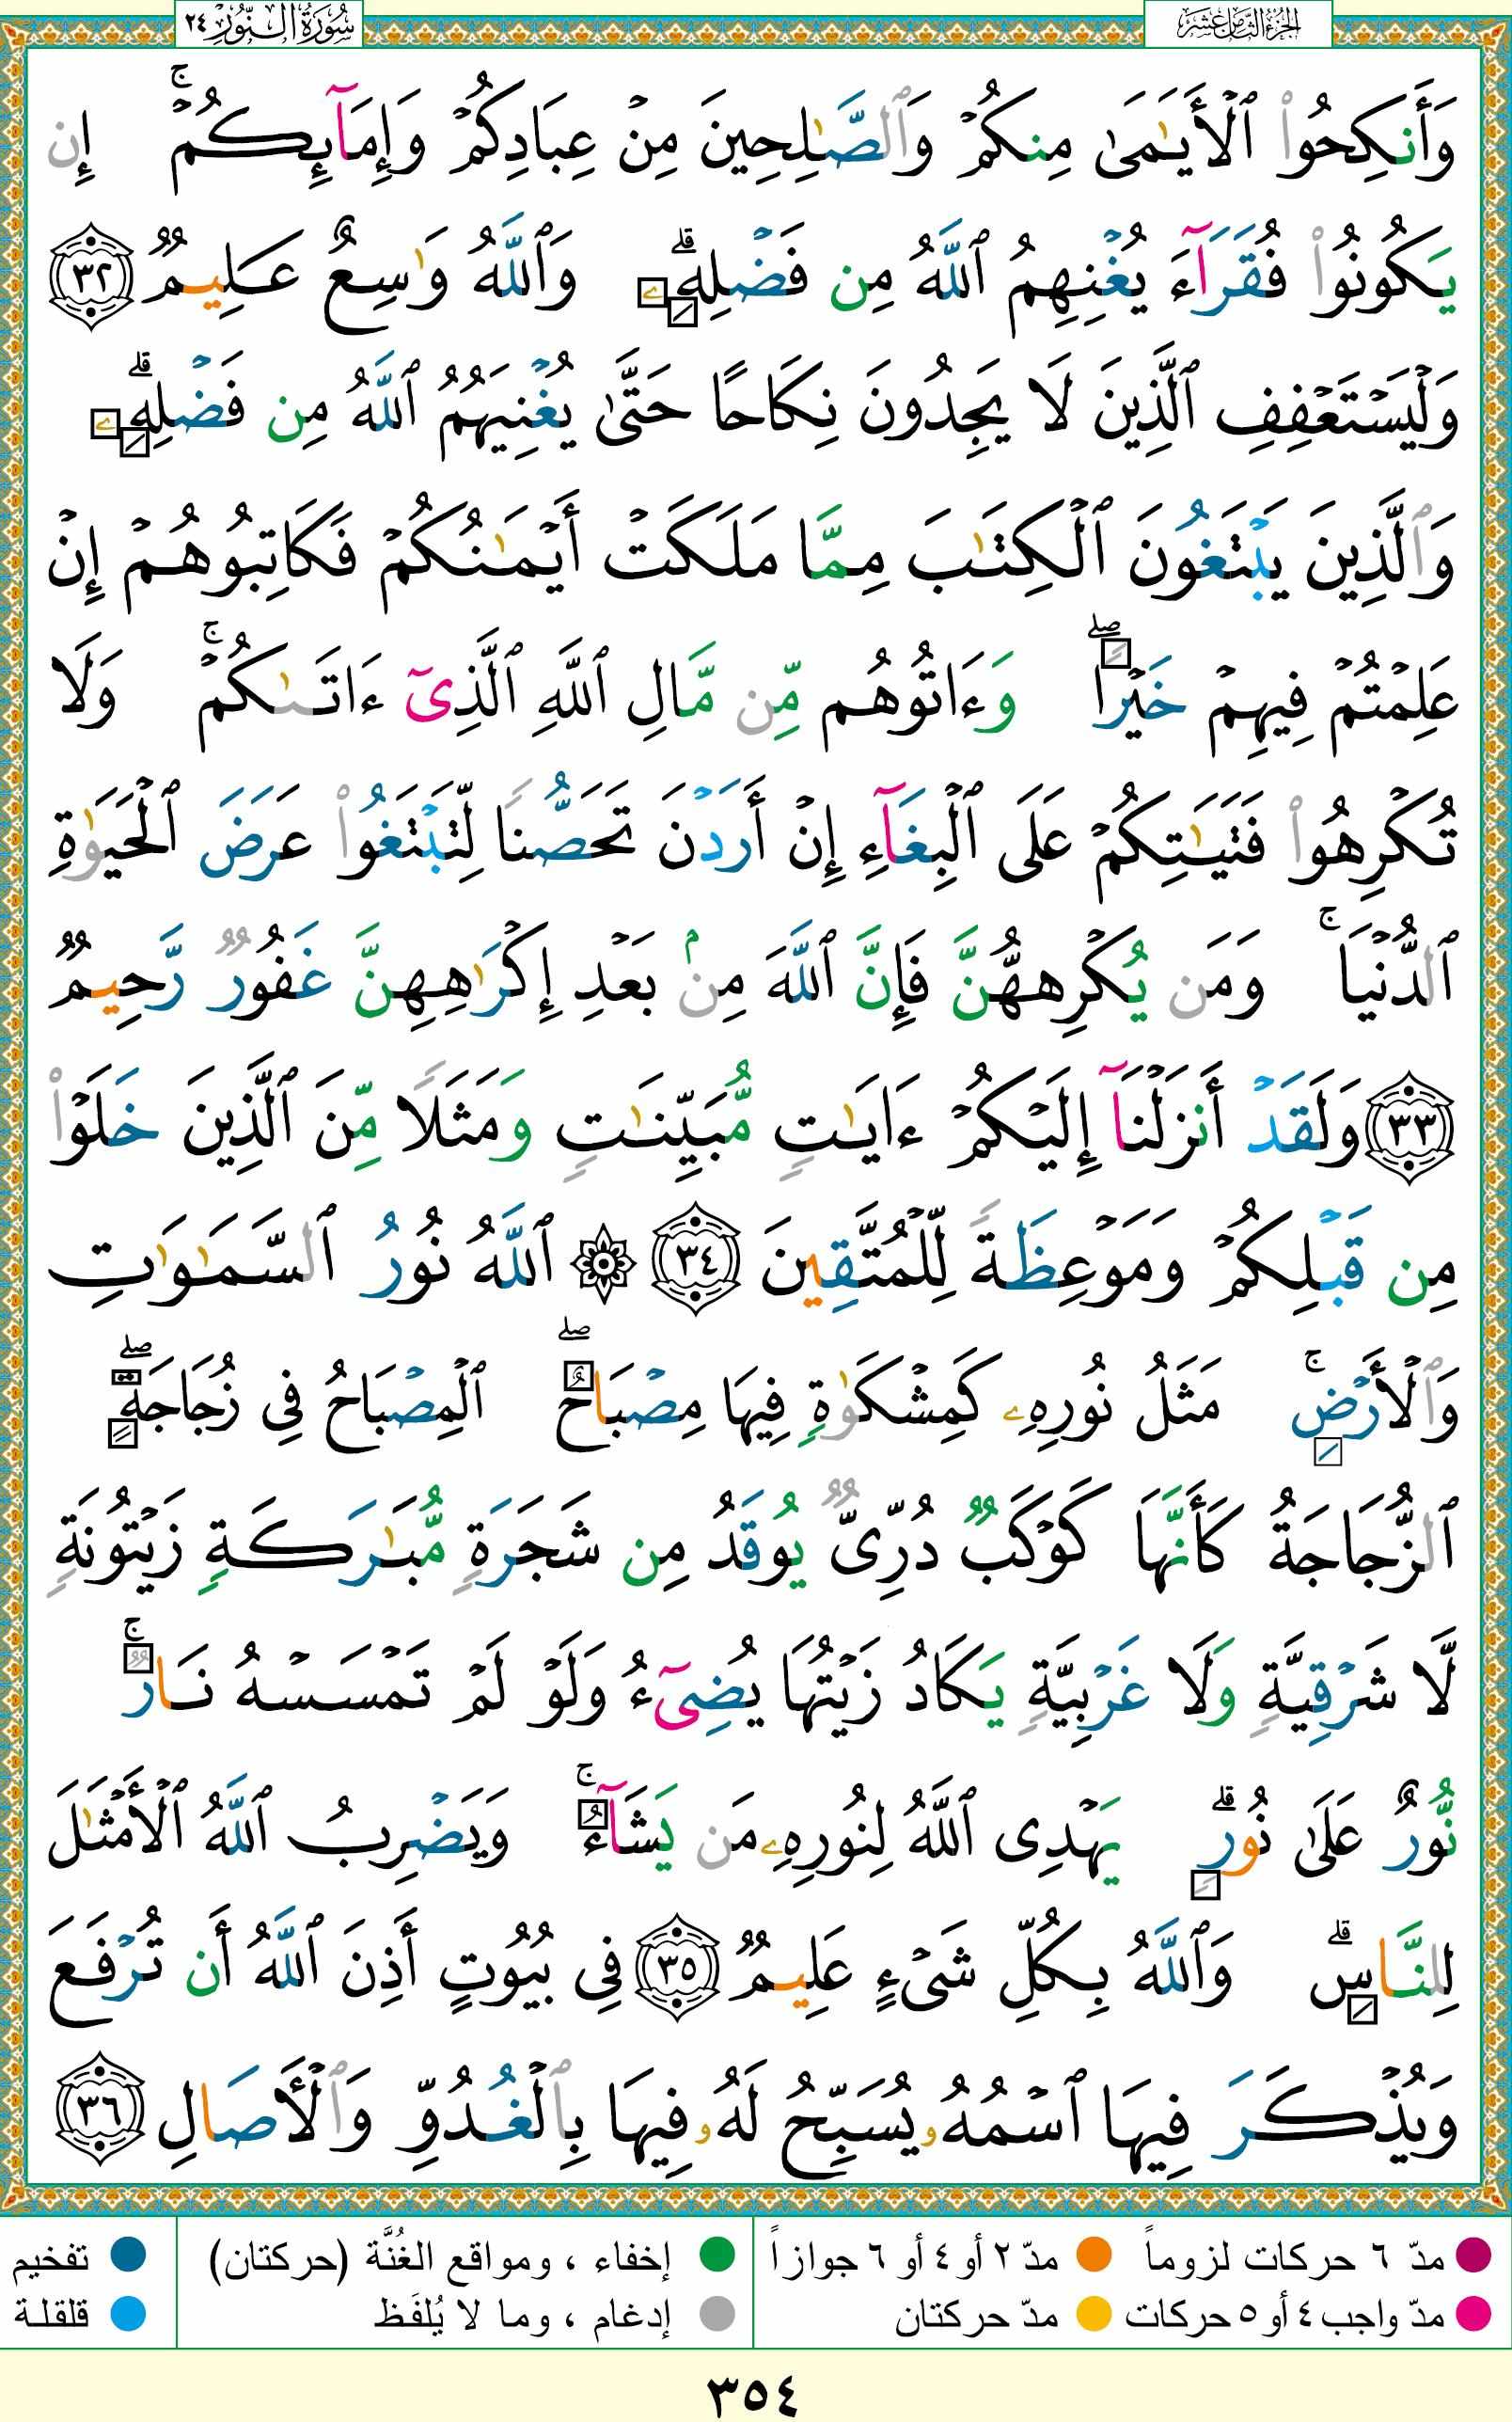 الجزء الثامن عشر
سُورَةُ النُّورِ ٢٤
وَأَنكِحُوا۟ ٱلْأَيَـٰمَىٰ مِنكُمْ وَٱلصَّـٰلِحِينَ مِنْ عِبَادِكُمْ وَإِمَآئِكُمْ ۚ إِن
يَكُونُوا۟ فُقَرَآءَ يُغْنِهِمُ ٱللَّهُ مِن فَضْلِهِۦ ۗ وَٱللَّهُ وَٰسِعٌ عَلِيمٌ ٣٢
وَلْيَسْتَعْفِفِ ٱلَّذِينَ لَا يَجِدُونَ نِكَاحًا حَتَّىٰ يُغْنِيَهُمُ ٱللَّهُ مِن فَضْلِهِۦ ۗ
وَٱلَّذِينَ يَبْتَغُونَ ٱلْكِتَـٰبَ مِمَّا مَلَكَتْ أَيْمَـٰنُكُمْ فَكَاتِبُوهُمْ إِنْ
عَلِمْتُمْ فِيهِمْ خَيْرًا ۖ وَءَاتُوهُم مِّن مَّالِ ٱللَّهِ ٱلَّذِىٓ ءَاتَىٰكُمْ ۚ وَلَا
تُكْرِهُوا۟ فَتَيَـٰتِكُمْ عَلَى ٱلْبِغَآءِ إِنْ أَرَدْنَ تَحَصُّنًا لِّتَبْتَغُوا۟ عَرَضَ ٱلْحَيَوٰةِ
ٱلدُّنْيَا ۚ وَمَن يُكْرِههُّنَّ فَإِنَّ ٱللَّهَ مِنۢ بَعْدِ إِكْرَٰهِهِنَّ غَفُورٌ رَّحِيمٌ
٣٣ وَلَقَدْ أَنزَلْنَآ إِلَيْكُمْ ءَايَـٰتٍ مُّبَيِّنَـٰتٍ وَمَثَلًا مِّنَ ٱلَّذِينَ خَلَوْا۟
مِن قَبْلِكُمْ وَمَوْعِظَةً لِّلْمُتَّقِينَ ٣٤ ۞ ٱللَّهُ نُورُ ٱلسَّمَـٰوَٰتِ
وَٱلْأَرْضِ ۚ مَثَلُ نُورِهِۦ كَمِشْكَوٰةٍ فِيهَا مِصْبَاحٌ ۖ ٱلْمِصْبَاحُ فِى زُجَاجَةٍ ۖ
ٱلزُّجَاجَةُ كَأَنَّهَا كَوْكَبٌ دُرِّىٌّ يُوقَدُ مِن شَجَرَةٍ مُّبَـٰرَكَةٍ زَيْتُونَةٍ
لَّا شَرْقِيَّةٍ وَلَا غَرْبِيَّةٍ يَكَادُ زَيْتُهَا يُضِىٓءُ وَلَوْ لَمْ تَمْسَسْهُ نَارٌ ۚ
نُّورٌ عَلَىٰ نُورٍ ۗ يَهْدِى ٱللَّهُ لِنُورِهِۦ مَن يَشَآءُ ۚ وَيَضْرِبُ ٱللَّهُ ٱلْأَمْثَـٰلَ
لِلنَّاسِ ۗ وَٱللَّهُ بِكُلِّ شَىْءٍ عَلِيمٌ ٣٥ فِى بُيُوتٍ أَذِنَ ٱللَّهُ أَن تُرْفَعَ
وَيُذْكَرَ فِيهَا ٱسْمُهُۥ يُسَبِّحُ لَهُۥ فِيهَا بِٱلْغُدُوِّ وَٱلْـَٔاصَالِ ٣٦
مدّ ٦ حركات لزوماً مدّ ٢ أو ٤ أو ٦ جوازاً إخفاء ، ومواقع الغُنَّة (حركتان) تفخيم
مدّ واجب ٤ أو ٥ حركات مدّ حركتان إدغام ، وما لا يُلفَظ قلقلة
٣٥٤